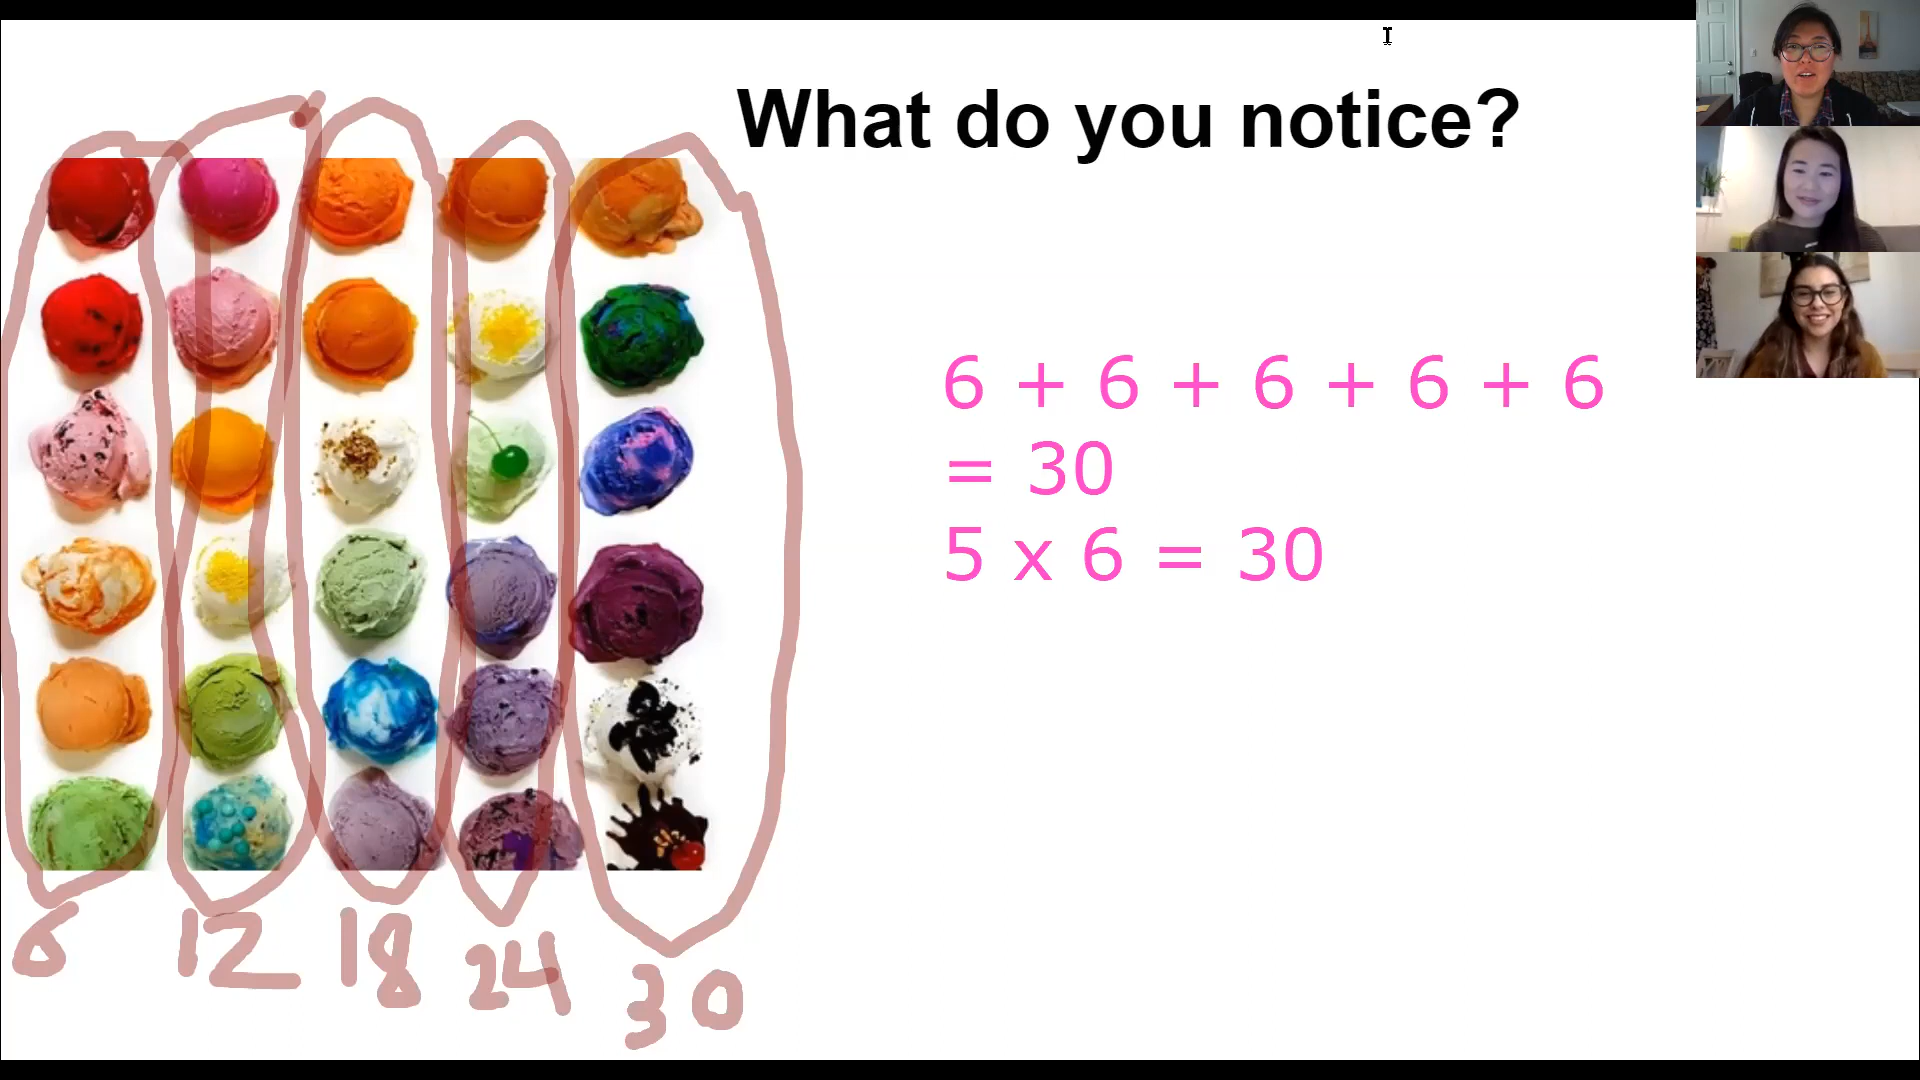 What do you notice?
6 + 6 + 6 + 6 + 6
= 30
5 x 6 = 30
6 12 18 24 30